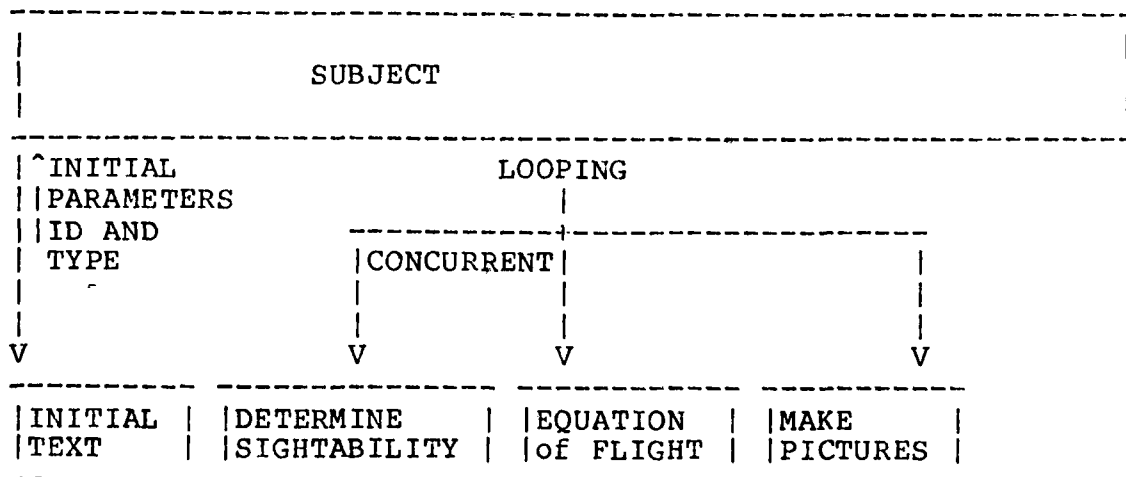 SUBJECT
^INITIAL LOOPING
PARAMETERS
ID AND
TYPE CONCURRENT
V V V V
INITIAL DETERMINE EQUATION MAKE
TEXT SIGHTABILITY of FLIGHT PICTURES